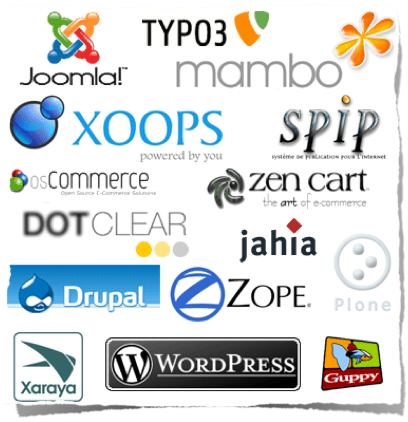 Joomla!™
TYPO3
mambo
XOOPS
powered by you
spip
système de publication pour l'internet
osCommerce
Open Source E-Commerce Solutions
zen cart
the art of e-commerce
DOTCLEAR
jahia
Plone
Drupal
ZOPE®
Xaraya
WORDPRESS
GUPPY